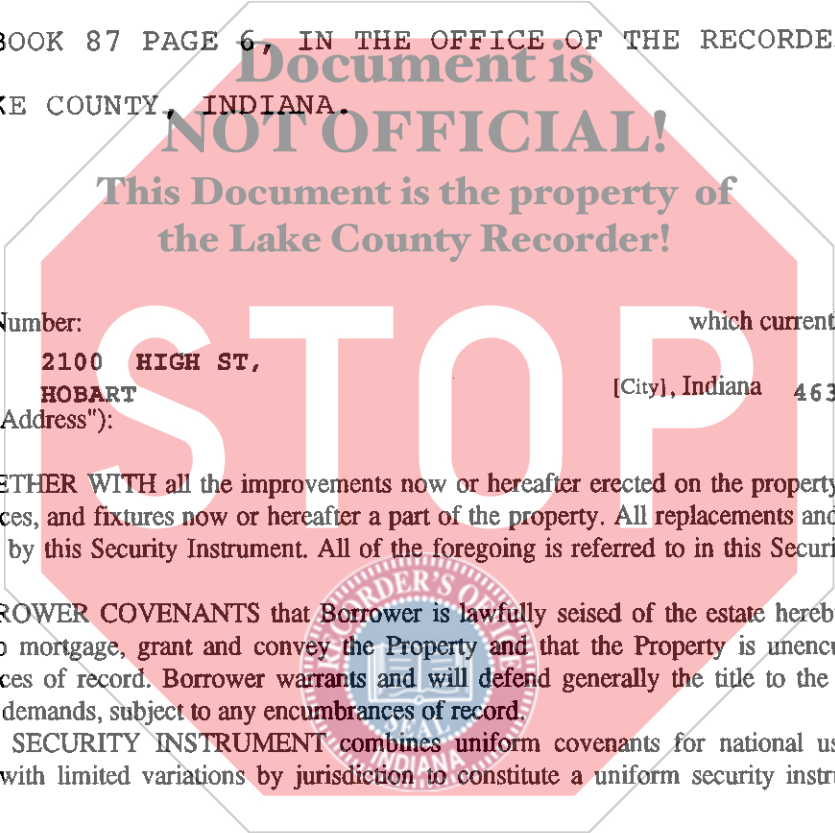 BOOK 87 PAGE 6, IN THE OFFICE OF THE RECORDE
Document is
KE COUNTY, INDIANA.
NOT OFFICIAL!
This Document is the property of
the Lake County Recorder!
STOP
Number: which current
2100 HIGH ST,
HOBART [City], Indiana 463
Address"):
ETHER WITH all the improvements now or hereafter erected on the property
ces, and fixtures now or hereafter a part of the property. All replacements and
by this Security Instrument. All of the foregoing is referred to in this Securi
ROWER COVENANTS that Borrower is lawfully seised of the estate hereb
o mortgage, grant and convey the Property and that the Property is unencu
ces of record. Borrower warrants and will defend generally the title to the
demands, subject to any encumbrances of record.
SECURITY INSTRUMENT combines uniform covenants for national us
with limited variations by jurisdiction to constitute a uniform security instru
RECORDER'S OFFICE
SEAL
INDIANA